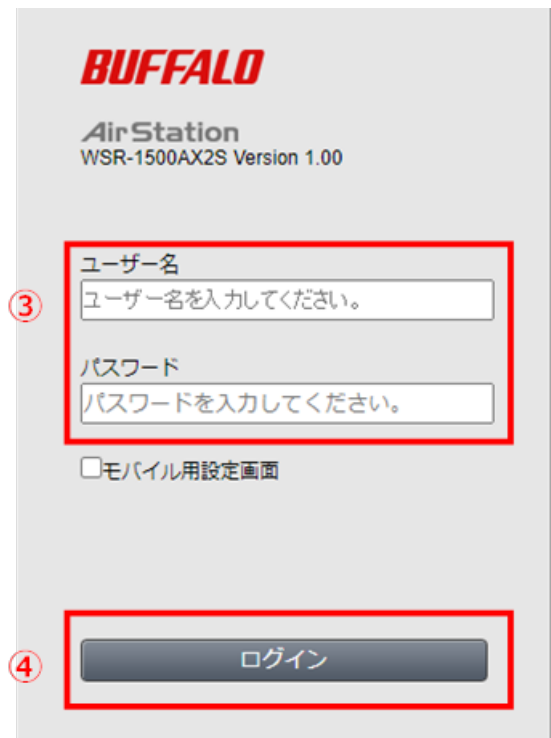 BUFFALO
AirStation
WSR-1500AX2S Version 1.00
ユーザー名
③
ユーザー名を入力してください。
パスワード
パスワードを入力してください。
モバイル用設定画面
④
ログイン